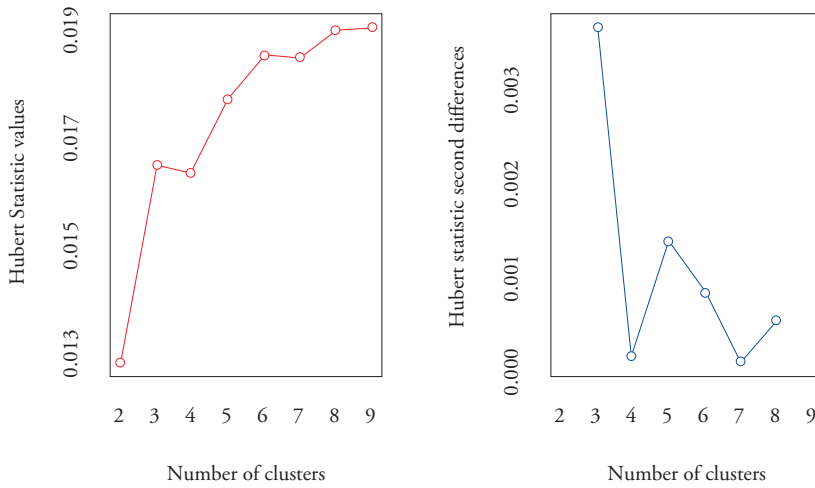 Hubert Statistic values
0.019
0.017
0.015
0.013
2 3 4 5 6 7 8 9
Number of clusters
Hubert statistic second differences
0.003
0.002
0.001
0.000
2 3 4 5 6 7 8 9
Number of clusters